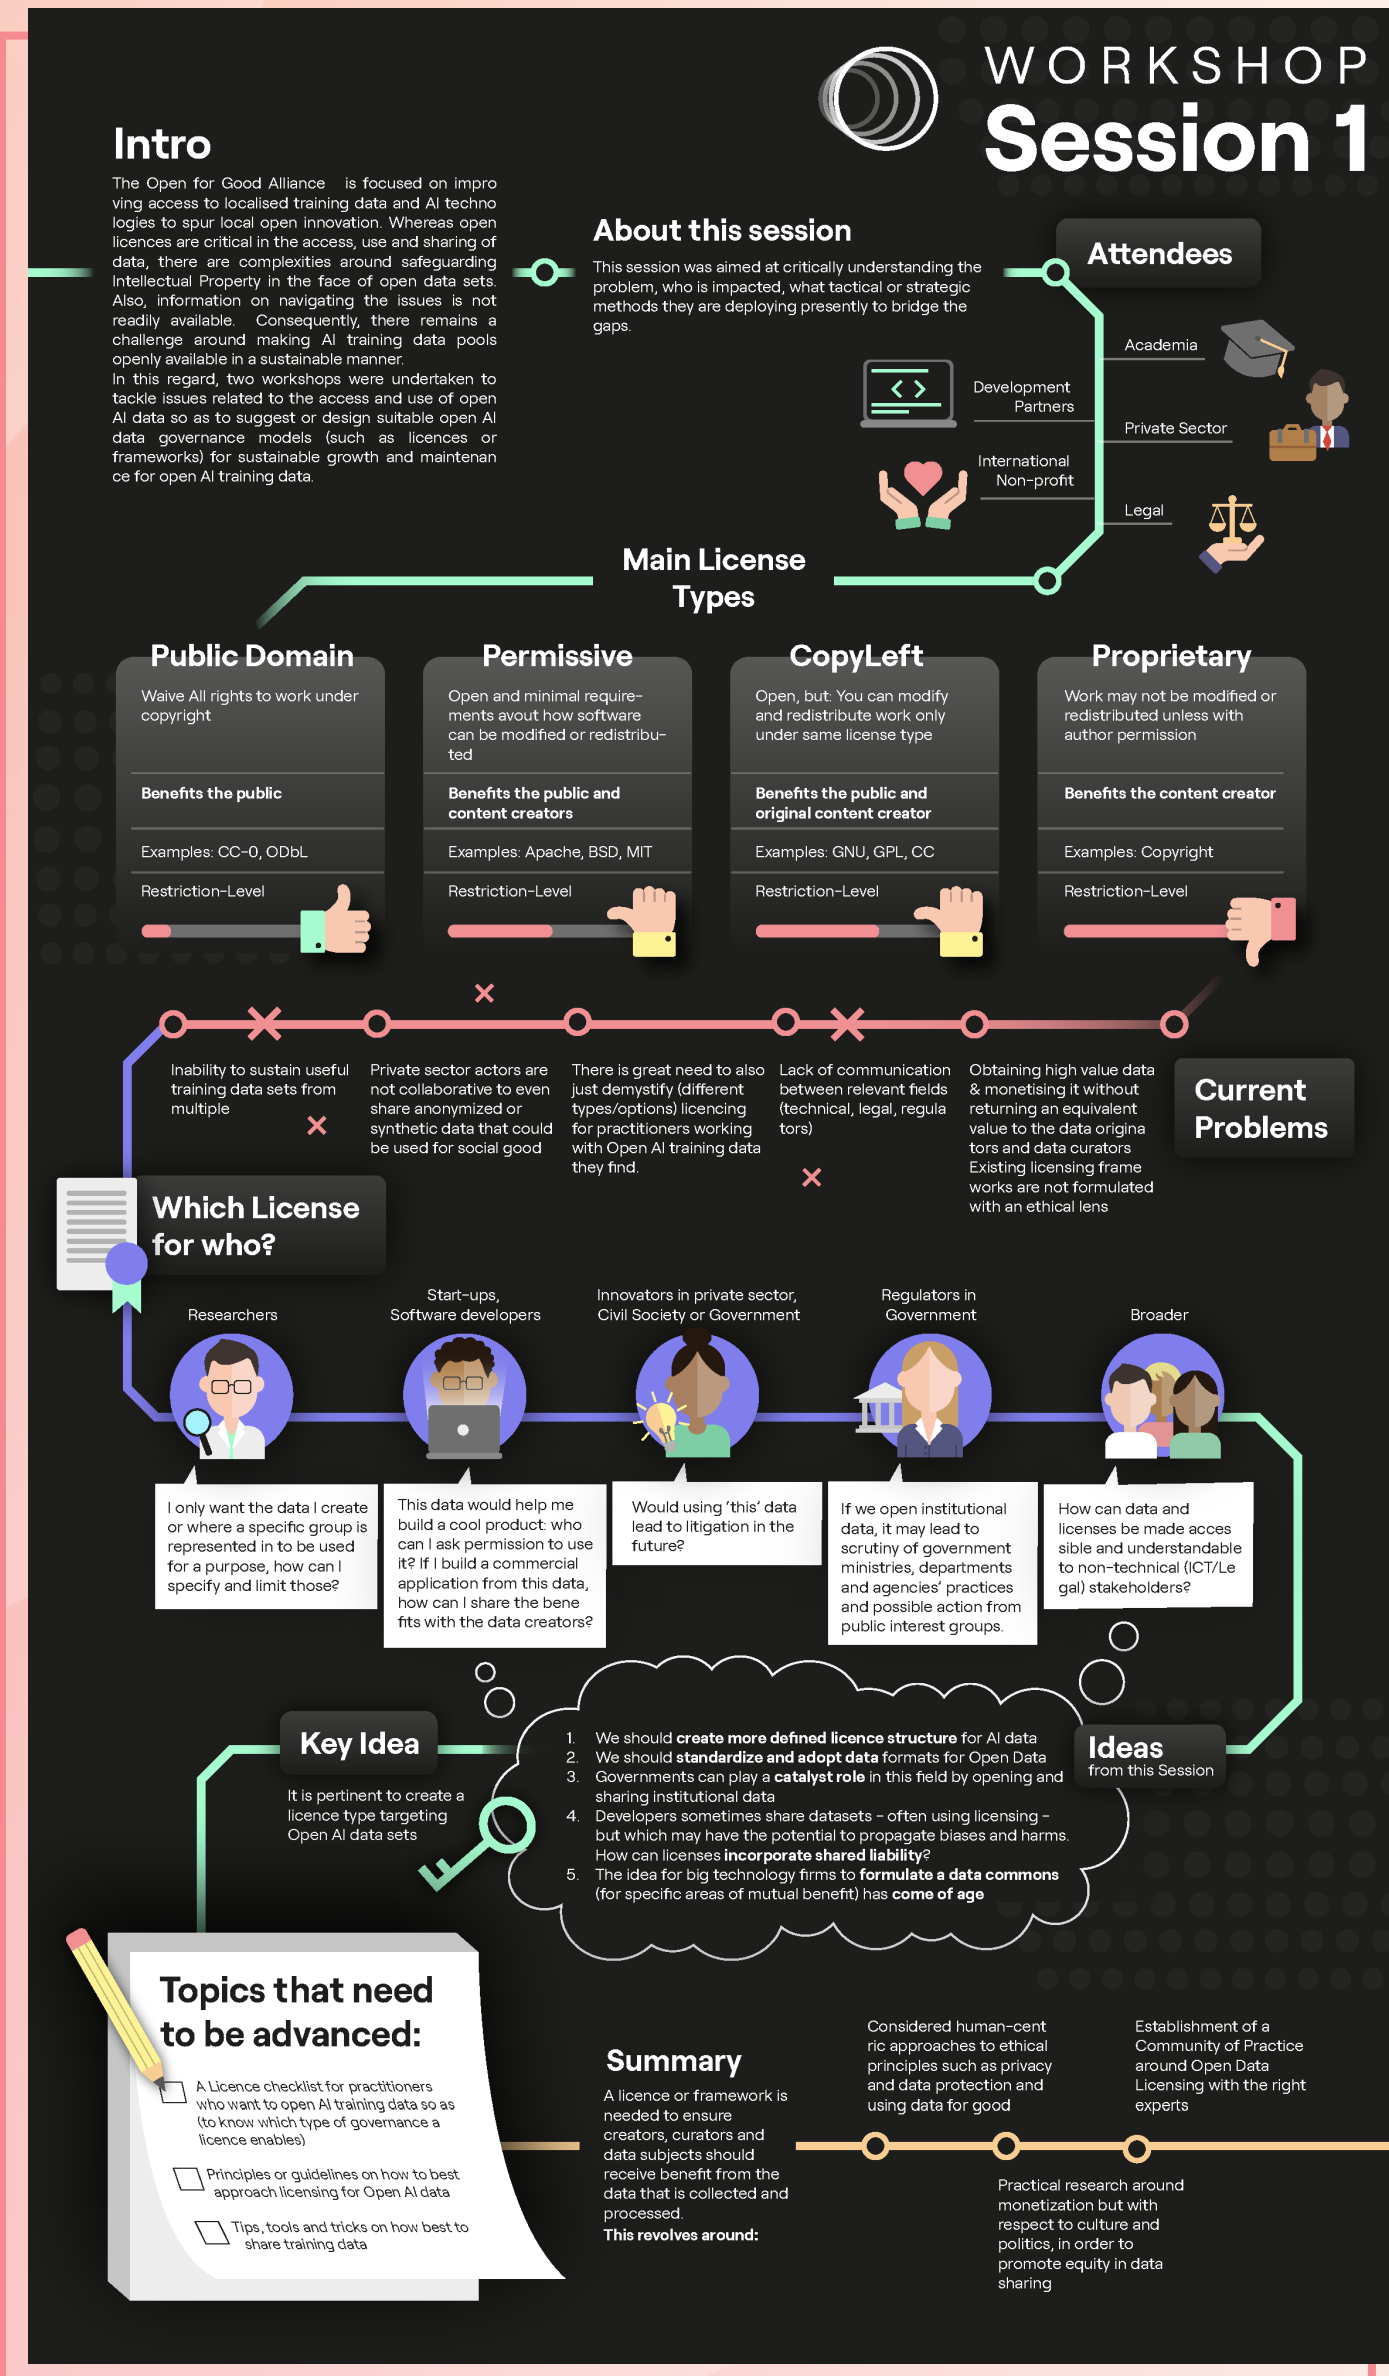 WORKSHOP
Session 1
Intro
The Open for Good Alliance is focused on impro
ving access to localised training data and AI techno
logies to spur local open innovation. Whereas open
licences are critical in the access, use and sharing of
data, there are complexities around safeguarding
Intellectual Property in the face of open data sets.
Also, information on navigating the issues is not
readily available. Consequently, there remains a
challenge around making AI training data pools
openly available in a sustainable manner.
In this regard, two workshops were undertaken to
tackle issues related to the access and use of open
AI data so as to suggest or design suitable open AI
data governance models (such as licences or
frameworks) for sustainable growth and maintenan
ce for open AI training data.
About this session
This session was aimed at critically understanding the
problem, who is impacted, what tactical or strategic
methods they are deploying presently to bridge the
gaps.
Attendees
Academia
Development
Partners
Private Sector
International
Non-profit
Legal
Main License
Types
Public Domain
Waive All rights to work under
copyright
Benefits the public
Examples: CC-0, ODbL
Restriction-Level
Permissive
Open and minimal require-
ments avout how software
can be modified or redistribu-
ted
Benefits the public and
content creators
Examples: Apache, BSD, MIT
Restriction-Level
CopyLeft
Open, but: You can modify
and redistribute work only
under same license type
Benefits the public and
original content creator
Examples: GNU, GPL, CC
Restriction-Level
Proprietary
Work may not be modified or
redistributed unless with
author permission
Benefits the content creator
Examples: Copyright
Restriction-Level
Current
Problems
Inability to sustain useful
training data sets from
multiple
Private sector actors are
not collaborative to even
share anonymized or
synthetic data that could
be used for social good
There is great need to also
just demystify (different
types/options) licencing
for practitioners working
with Open AI training data
they find.
Lack of communication
between relevant fields
(technical, legal, regula
tors)
Obtaining high value data
& monetising it without
returning an equivalent
value to the data origina
tors and data curators
Existing licensing frame
works are not formulated
with an ethical lens
Which License
for who?
Researchers
I only want the data I create
or where a specific group is
represented in to be used
for a purpose, how can I
specify and limit those?
Start-ups,
Software developers
This data would help me
build a cool product: who
can I ask permission to use
it? If I build a commercial
application from this data,
how can I share the bene
fits with the data creators?
Innovators in private sector,
Civil Society or Government
Would using 'this' data
lead to litigation in the
future?
Regulators in
Government
If we open institutional
data, it may lead to
scrutiny of government
ministries, departments
and agencies' practices
and possible action from
public interest groups.
Broader
How can data and
licenses be made acces
sible and understandable
to non-technical (ICT/Le
gal) stakeholders?
Ideas
from this Session
1. We should create more defined licence structure for AI data
2. We should standardize and adopt data formats for Open Data
3. Governments can play a catalyst role in this field by opening and
sharing institutional data
4. Developers sometimes share datasets - often using licensing -
but which may have the potential to propagate biases and harms.
How can licenses incorporate shared liability?
5. The idea for big technology firms to formulate a data commons
(for specific areas of mutual benefit) has come of age
Key Idea
It is pertinent to create a
licence type targeting
Open AI data sets
Topics that need
to be advanced:
A Licence checklist for practitioners
who want to open AI training data so as
(to know which type of governance a
licence enables)
Principles or guidelines on how to best
approach licensing for Open AI data
Tips, tools and tricks on how best to
share training data
Summary
A licence or framework is
needed to ensure
creators, curators and
data subjects should
receive benefit from the
data that is collected and
processed.
This revolves around:
Considered human-cent
ric approaches to ethical
principles such as privacy
and data protection and
using data for good
Practical research around
monetization but with
respect to culture and
politics, in order to
promote equity in data
sharing
Establishment of a
Community of Practice
around Open Data
Licensing with the right
experts